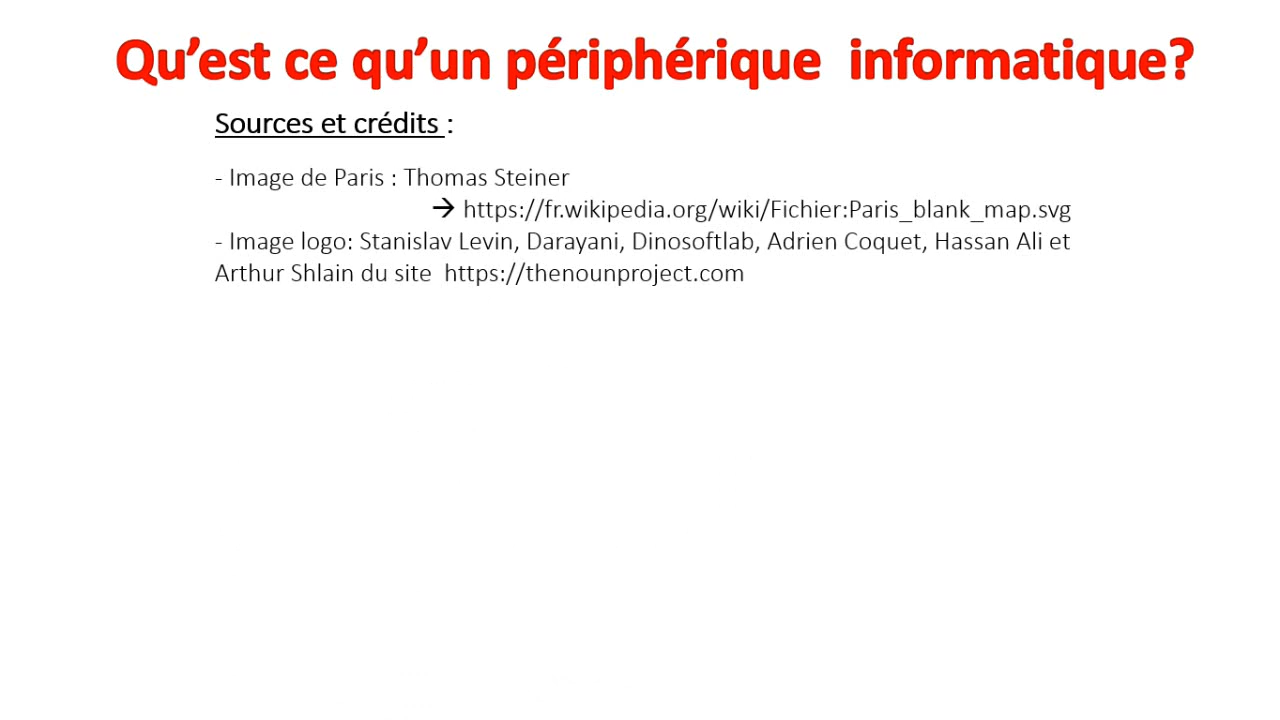 Qu’est ce qu’un périphérique  informatique?
Sources et crédits :
- Image de Paris : Thomas Steiner
→ https://fr.wikipedia.org/wiki/Fichier:Paris_blank_map.svg
- Image logo: Stanislav Levin, Darayani, Dinosoftlab, Adrien Coquet, Hassan Ali et
Arthur Shlain du site  https://thenounproject.com